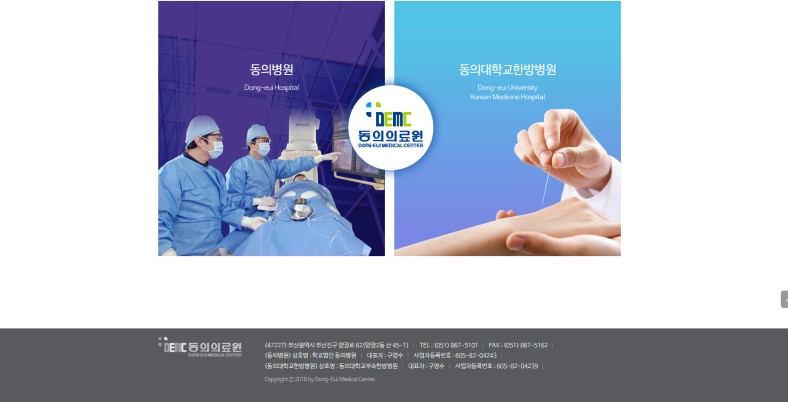 동의병원
Dong-eui Hospital
동의대학교한방병원
Dong-eui University
Korean Medicine Hospital
DEMC
동의의료원
DONG-EUI MEDICAL CENTER
DEMC 동의의료원
DONG-EUI MEDICAL CENTER
(47227) 부산광역시 부산진구 양정로 62(양정2동 산 45-1) | TEL : (051) 867-5101 | FAX : (051) 867-5162 |
(동의병원) 상호명 : 학교법인 동의병원 | 대표자 : 구영수 | 사업자등록번호 : 605-82-04243 |
(동의대학교한방병원) 상호명 : 동의대학교부속한방병원 | 대표자 : 구영수 | 사업자등록번호 : 605-82-04239 |
Copyright ⓒ 2018 by Dong-Eui Medical Center.